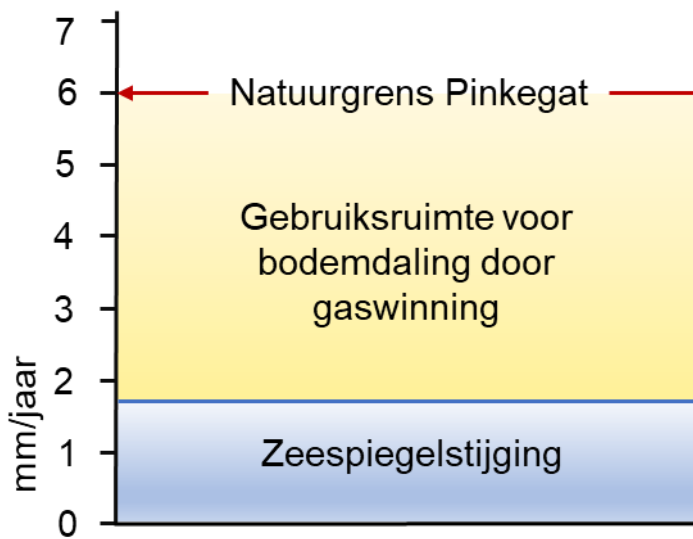 7
6
Natuurgrens Pinkegat
5
4
Gebruiksruimte voor
bodemdaling door
gaswinning
3
2
1
Zeespiegelstijging
0
mm/jaar